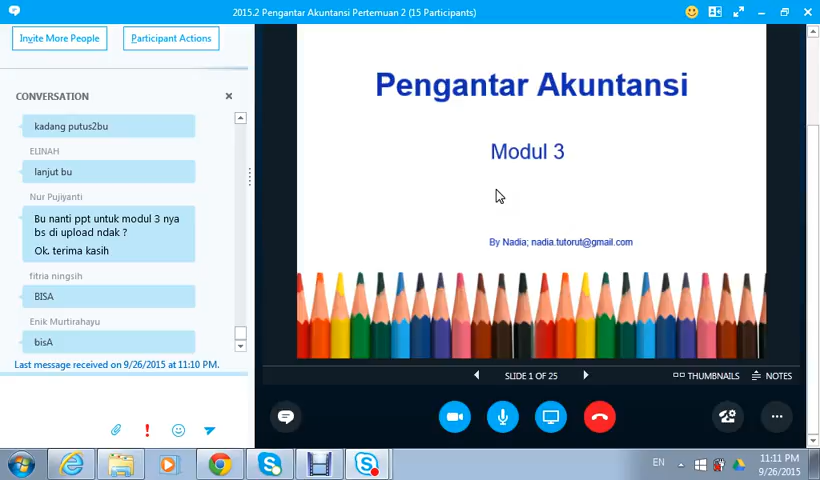 2015.2 Pengantar Akuntansi Pertemuan 2 (15 Participants)
Invite More People
Participant Actions
CONVERSATION
kadang putus2bu
ELINAH
lanjut bu
Nur Pujiyanti
Bu nanti ppt untuk modul 3 nya
bs di upload ndak ?
Ok, terima kasih
fitria ningsih
BISA
Enik Murtirahayu
bisA
Last message received on 9/26/2015 at 11:10 PM.
Pengantar Akuntansi
Modul 3
By Nadia; nadia.tutorut@gmail.com
SLIDE 1 OF 25
THUMBNAILS
NOTES
EN
11:11 PM
9/26/2015